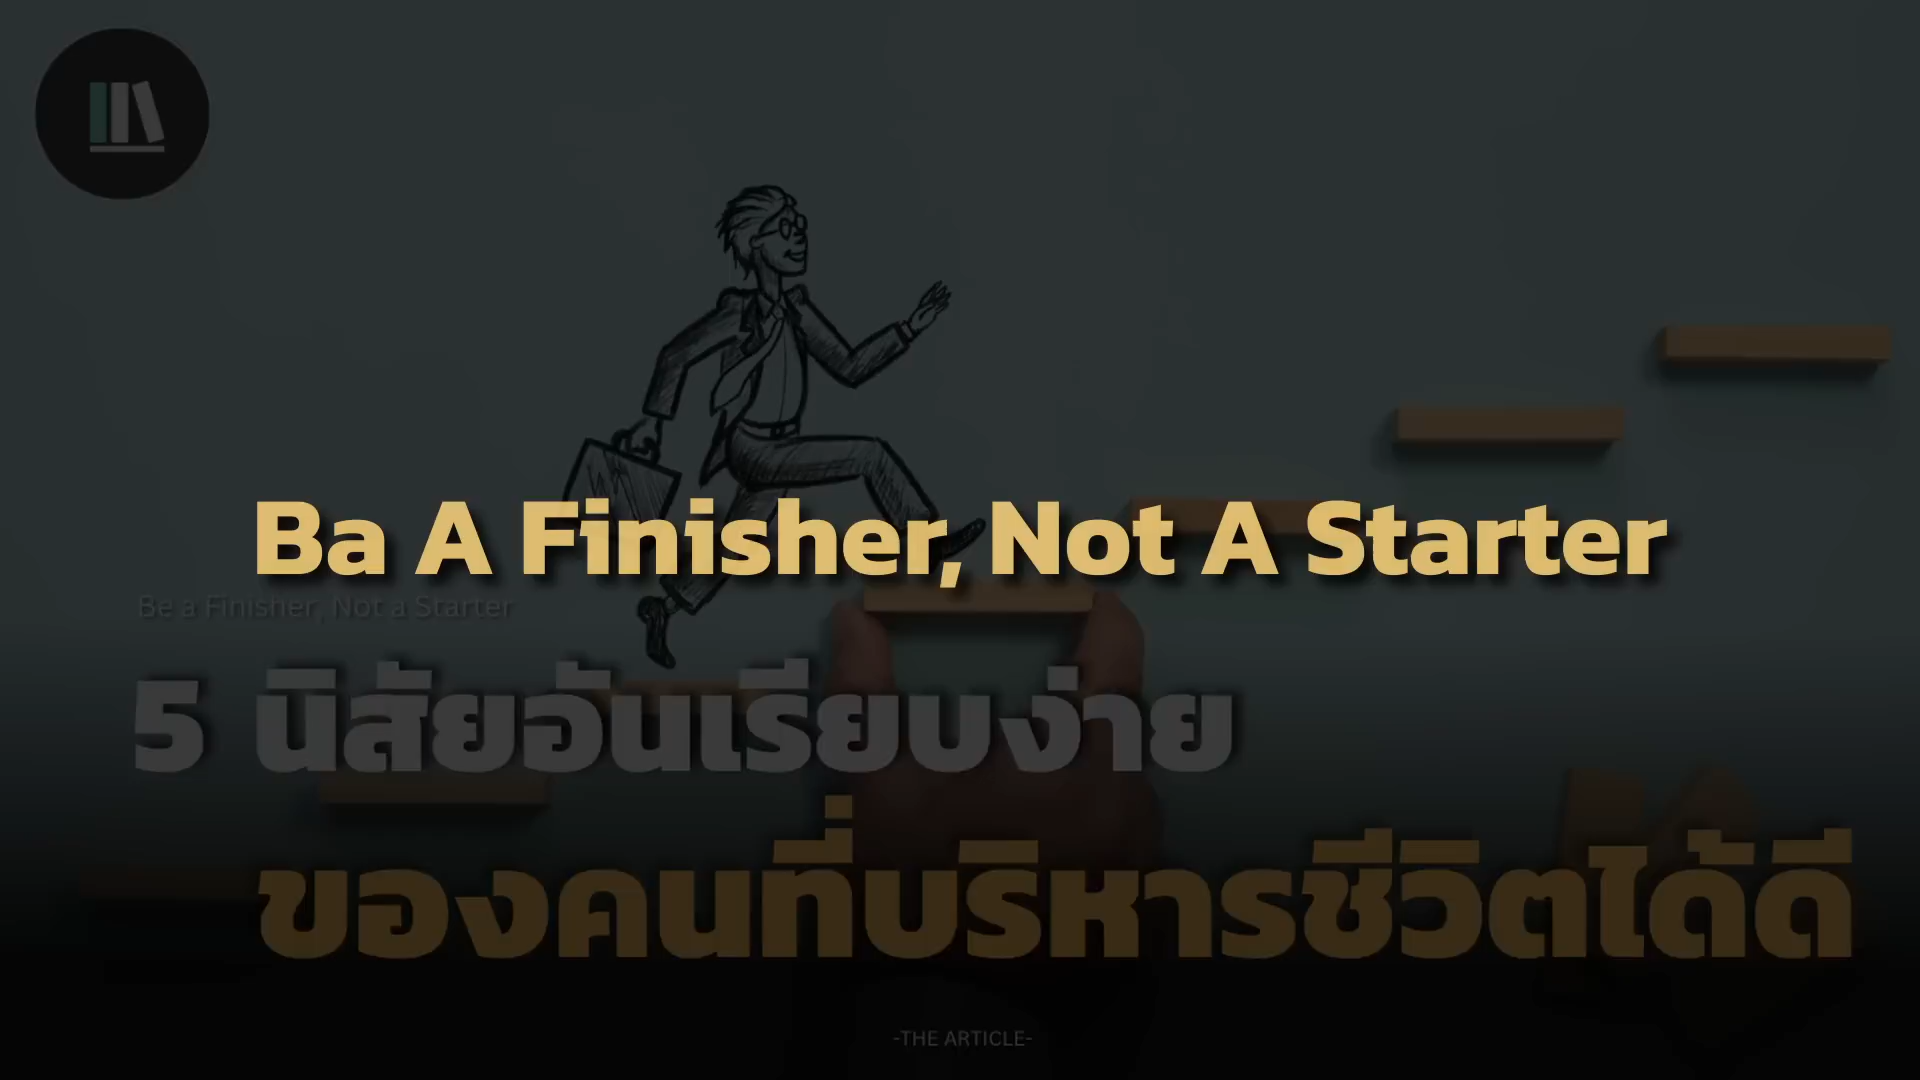 Ba A Finisher, Not A Starter
Be a Finisher, Not a Starter
5 นิสัยอันเรียบง่าย
ของคนที่บริหารชีวิตได้ดี
-THE ARTICLE-